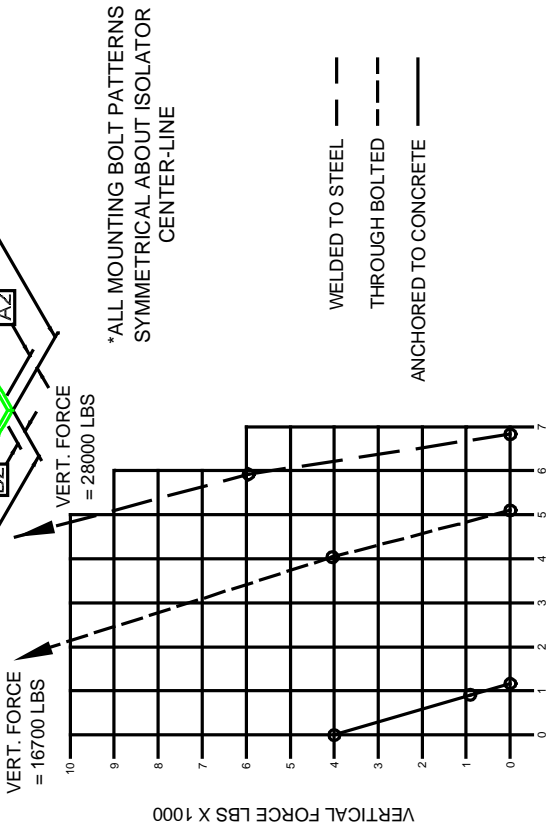 A2
VERT. FORCE
= 28000 LBS
VERT. FORCE
= 16700 LBS
*ALL MOUNTING BOLT PATTERNS
SYMMETRICAL ABOUT ISOLATOR
CENTER-LINE
WELDED TO STEEL
THROUGH BOLTED
ANCHORED TO CONCRETE
VERTICAL FORCE LBS X 1000
10
9
8
7
6
5
4
3
2
1
0
0 1 2 3 4 5 6 7